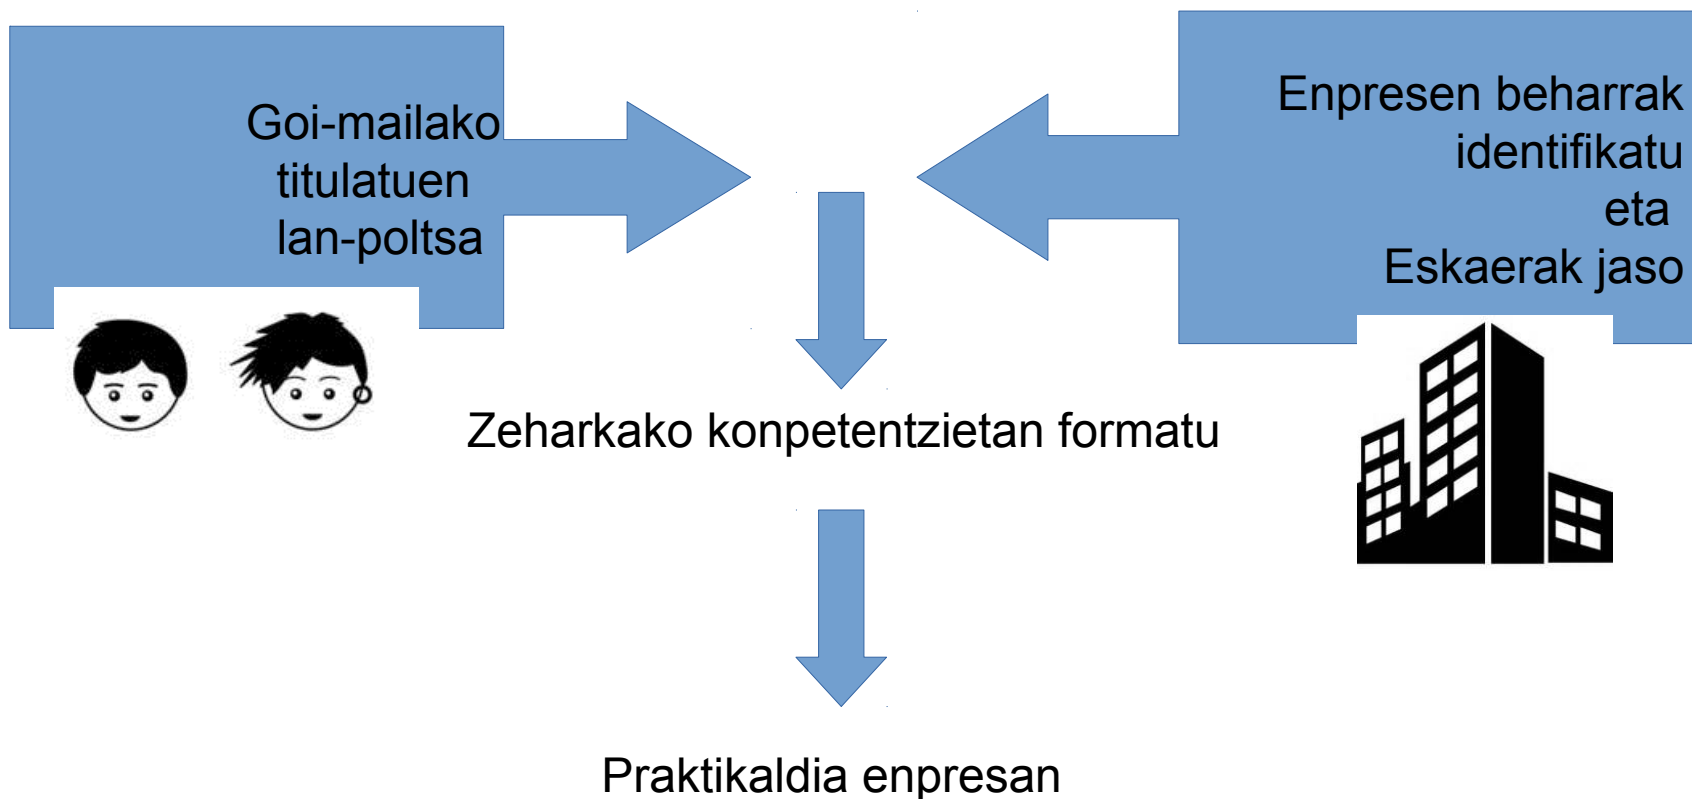 Goi-mailako
titulatuen
lan-poltsa
Enpresen beharrak
identifikatu
eta
Eskaerak jaso
Zeharkako konpetentzietan formatu
Praktikaldia enpresan